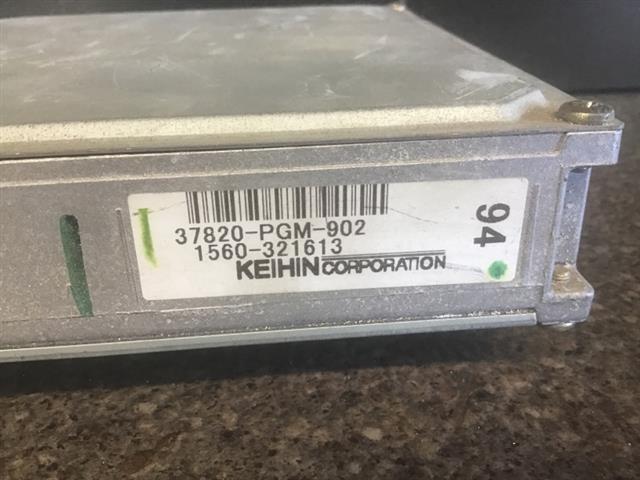 37820-PGM-902
1560-321613
KEIHIN CORPORATION
94